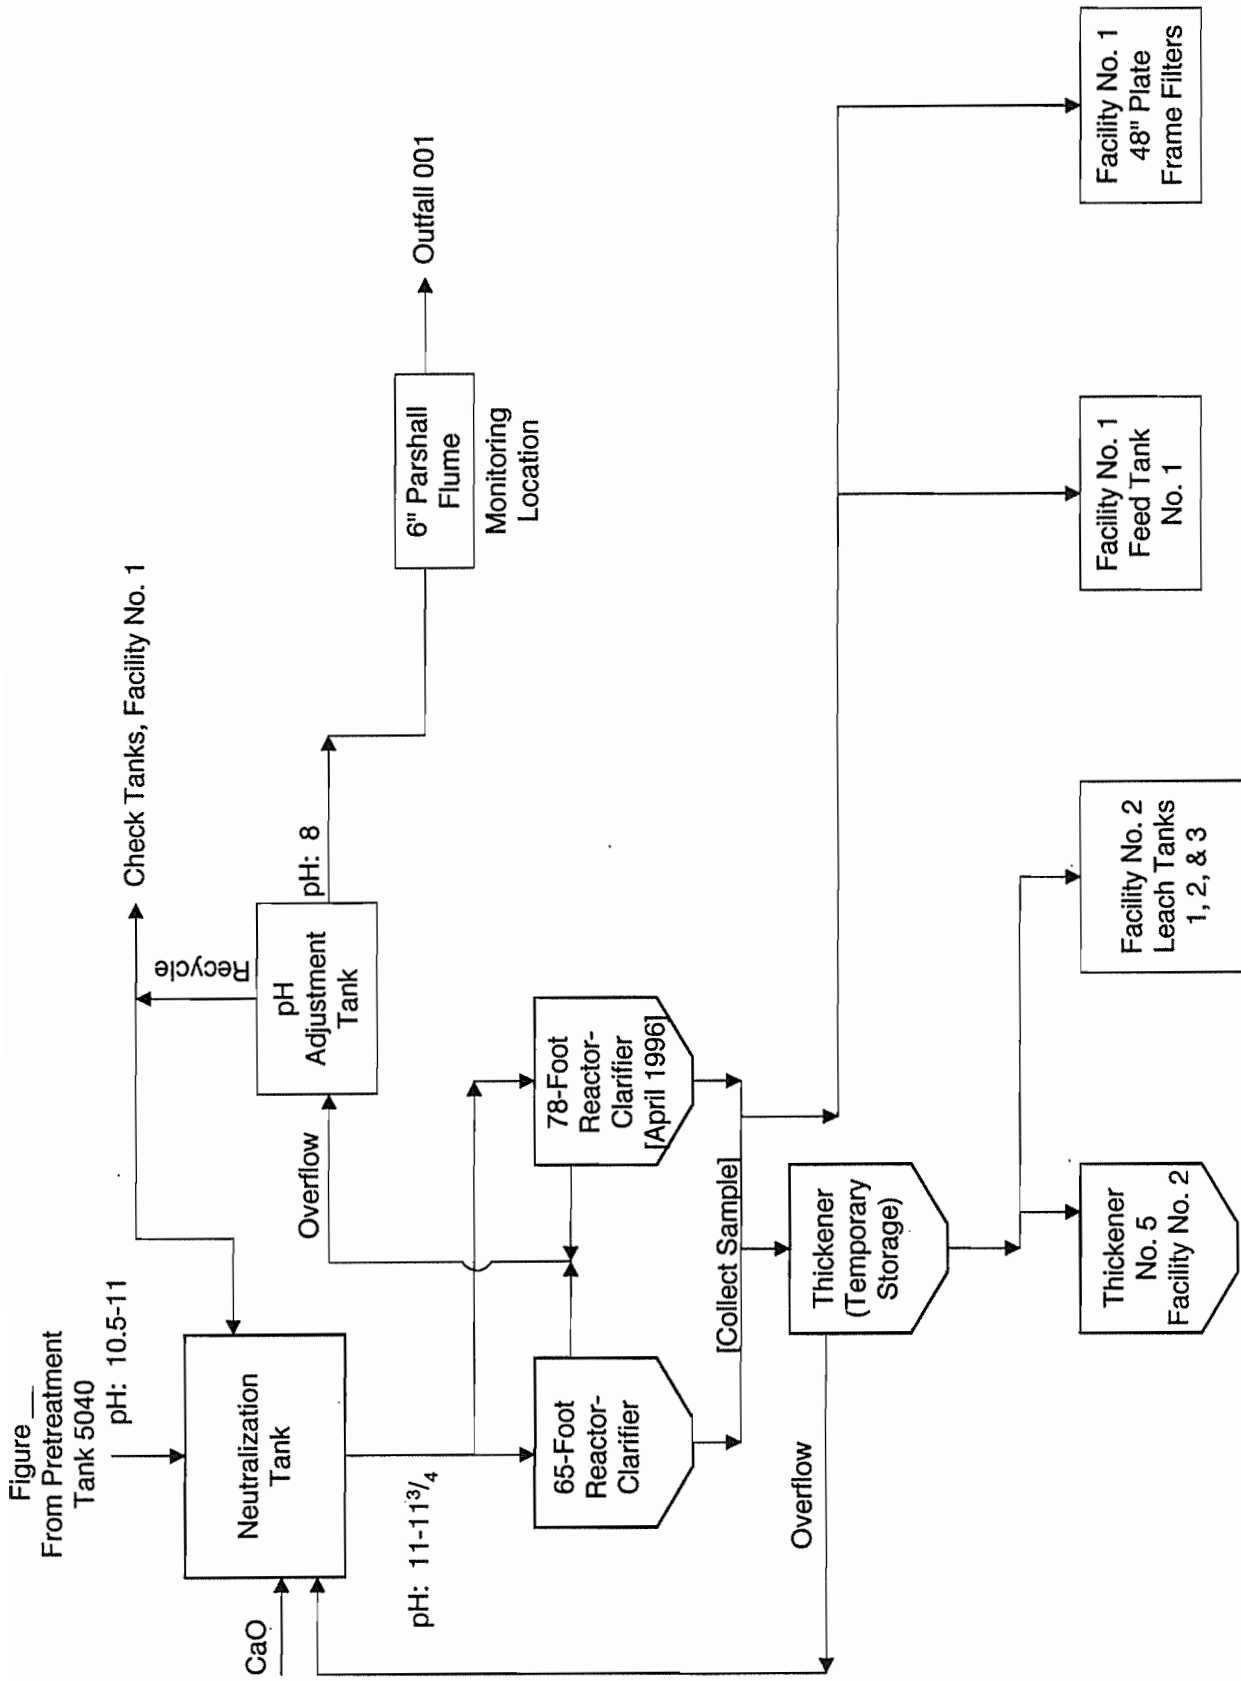 Figure __
From Pretreatment
Tank 5040
pH: 10.5-11
CaO
Neutralization
Tank
Check Tanks, Facility No. 1
Recycle
pH
Adjustment
Tank
pH: 8
Overflow
6" Parshall
Flume
Monitoring
Location
Outfall 001
pH: 11-11³/₄
65-Foot
Reactor-
Clarifier
78-Foot
Reactor-
Clarifier
[April 1996]
[Collect Sample]
Thickener
(Temporary
Storage)
Overflow
Thickener
No. 5
Facility No. 2
Facility No. 2
Leach Tanks
1, 2, & 3
Facility No. 1
Feed Tank
No. 1
Facility No. 1
48" Plate
Frame Filters